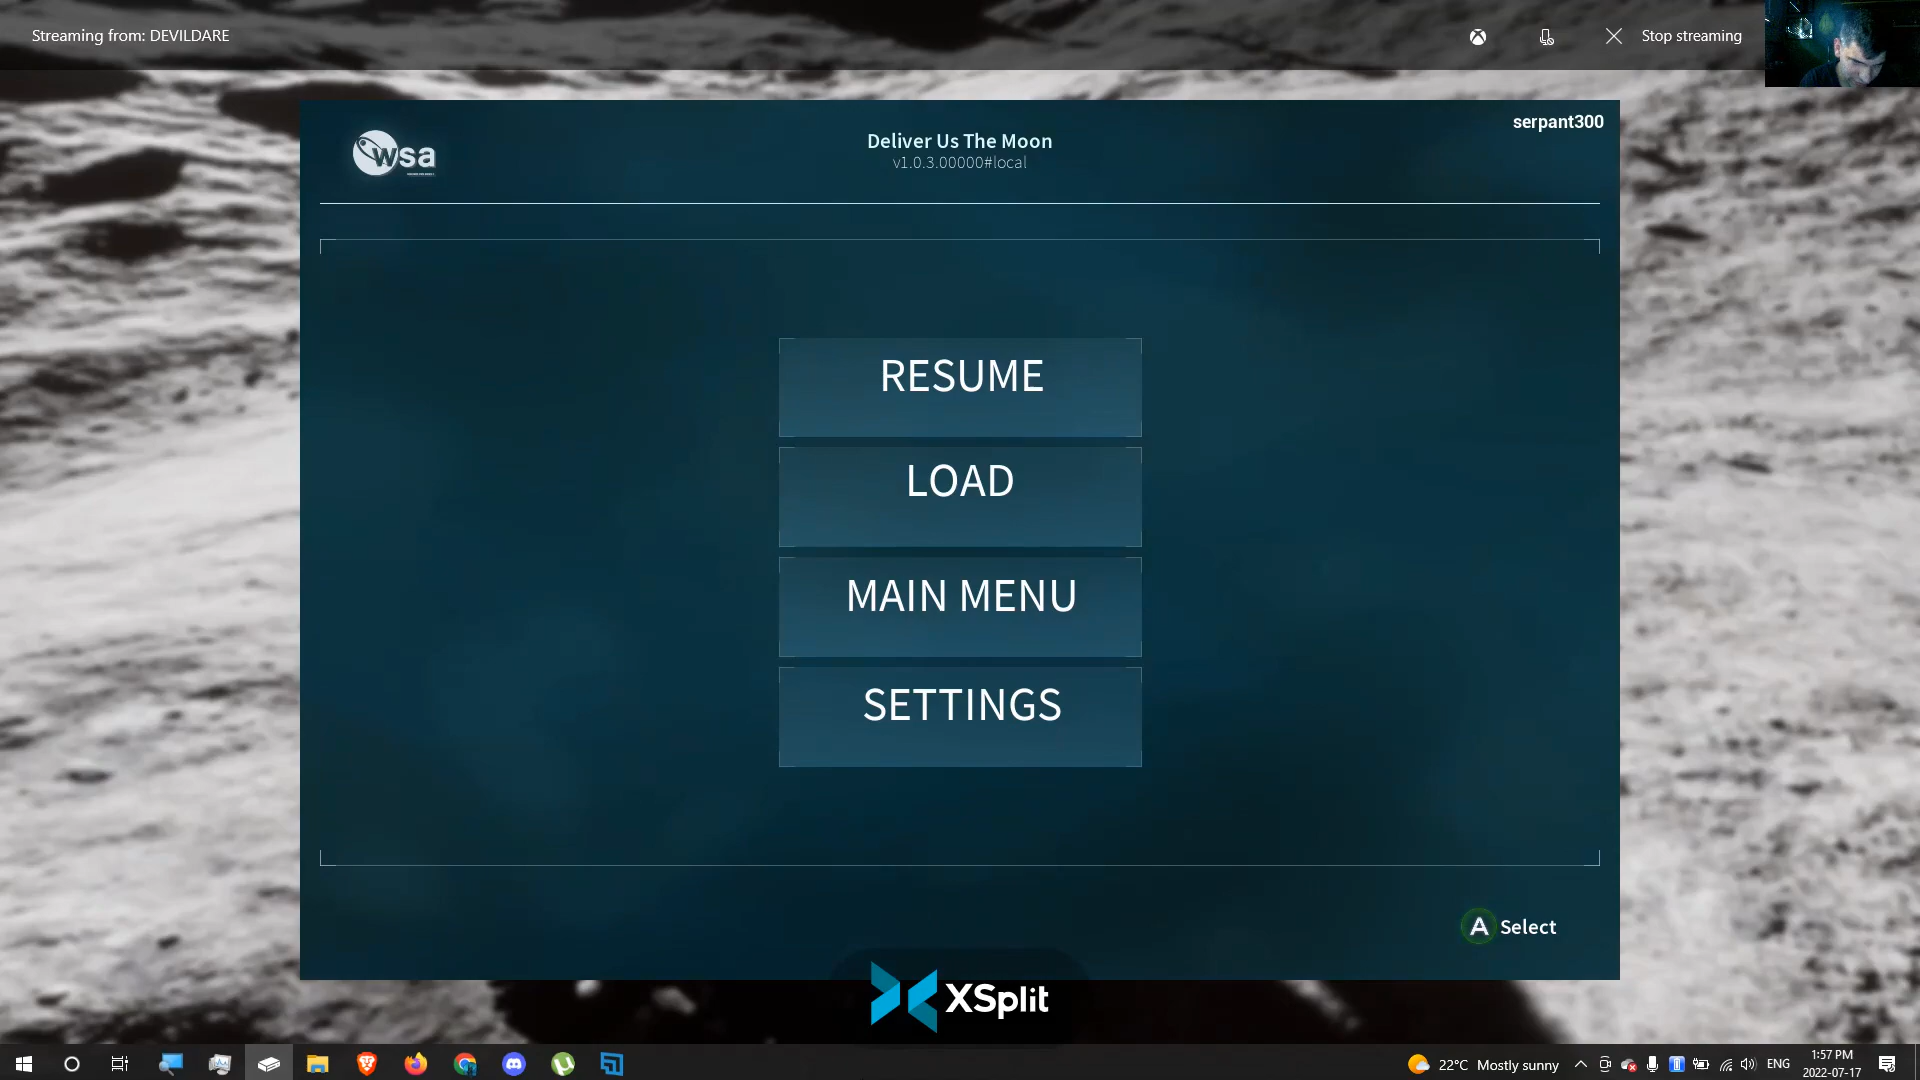 Streaming from: DEVILDARE
Stop streaming
serpant300
wsa
Deliver Us The Moon
v1.0.3.00000#local
RESUME
LOAD
MAIN MENU
SETTINGS
A Select
XSplit
22°C Mostly sunny
ENG
1:57 PM
2022-07-17